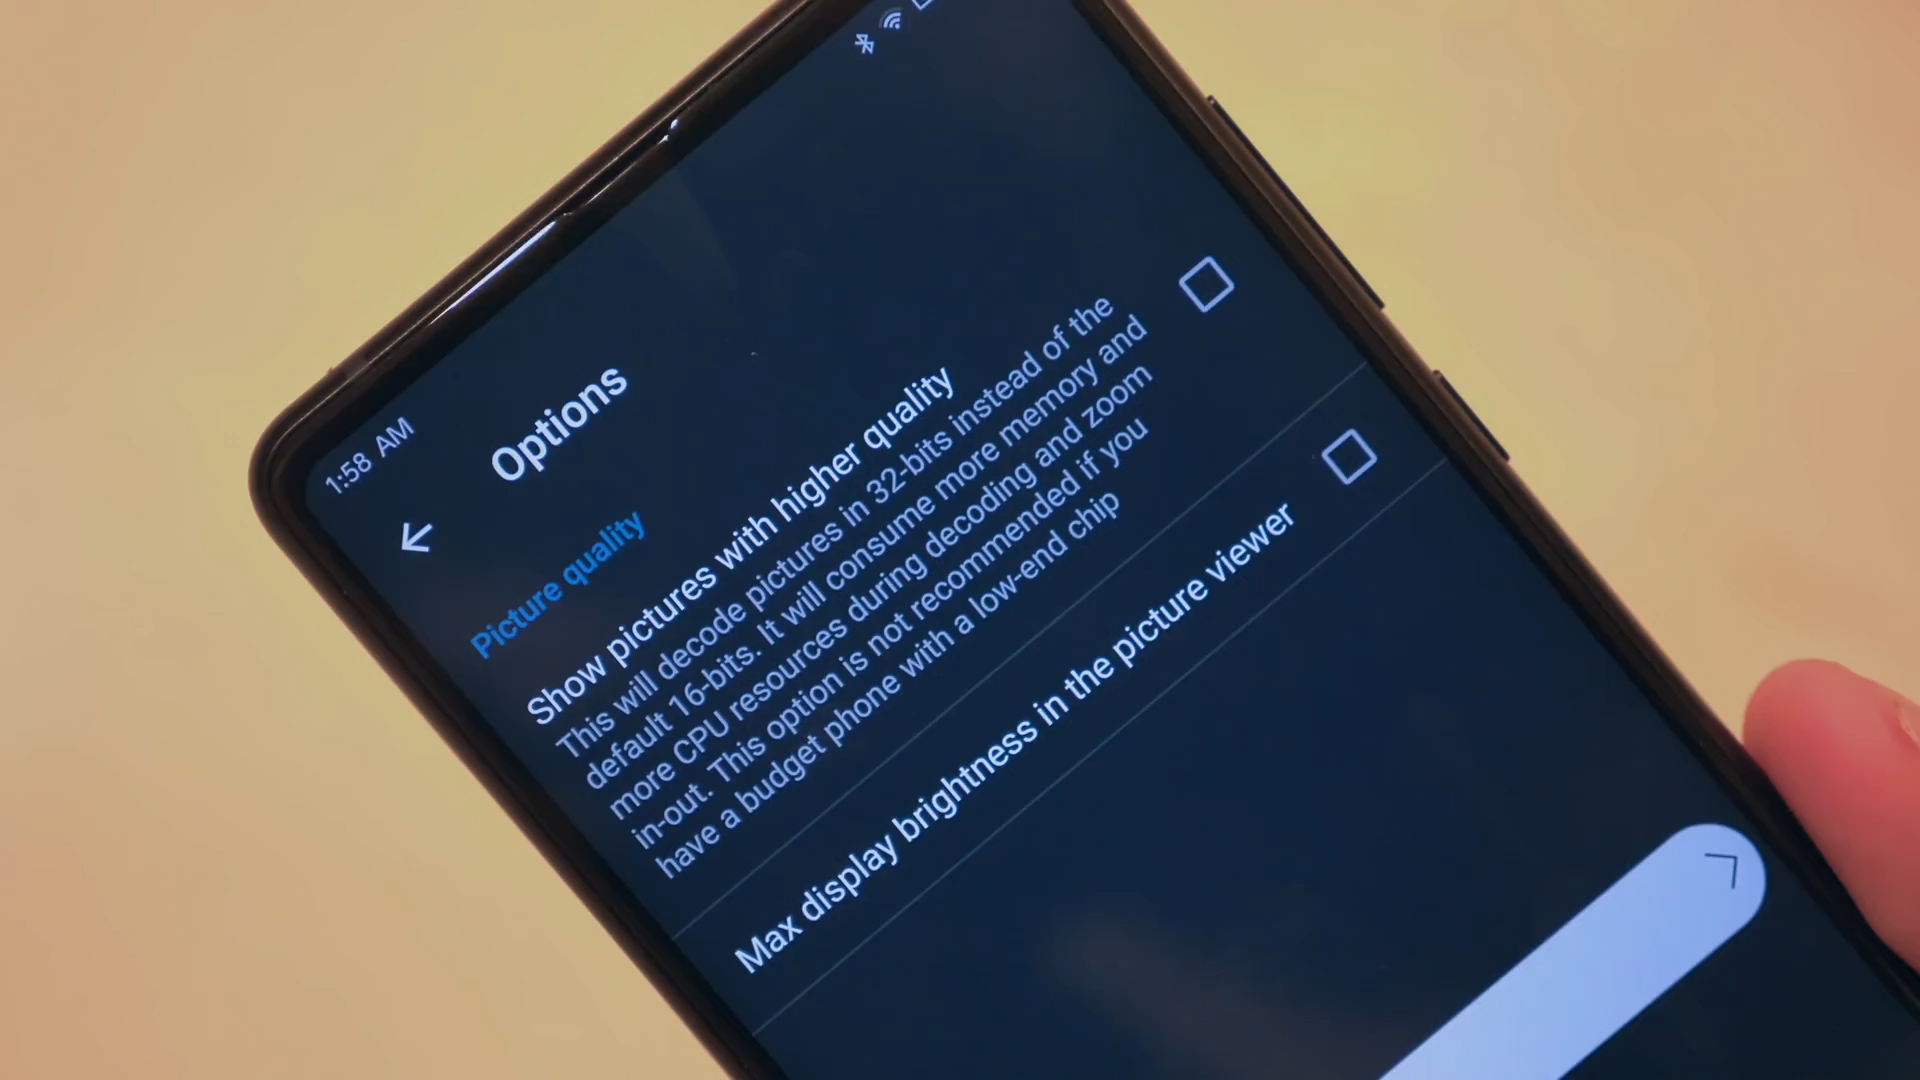 1:58 AM
Options
Picture quality
Show pictures with higher quality
This will decode pictures in 32-bits instead of the
default 16-bits. It will consume more memory and
more CPU resources during decoding and zoom
in-out. This option is not recommended if you
have a budget phone with a low-end chip
Max display brightness in the picture viewer